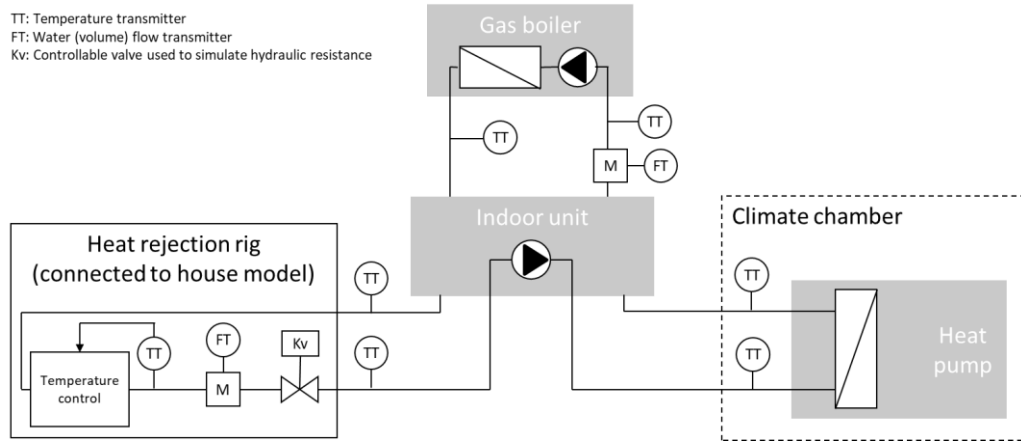 TT: Temperature transmitter
FT: Water (volume) flow transmitter
Kv: Controllable valve used to simulate hydraulic resistance
Gas boiler
TT
TT
M
FT
Indoor unit
Climate chamber
Heat rejection rig
(connected to house model)
TT
TT
FT
Kv
TT
TT
TT
Temperature
control
M
Heat
pump